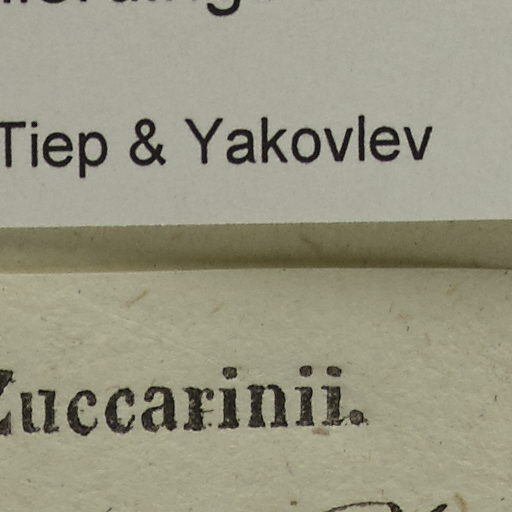 Tiep & Yakovlev
Zuccarinii.